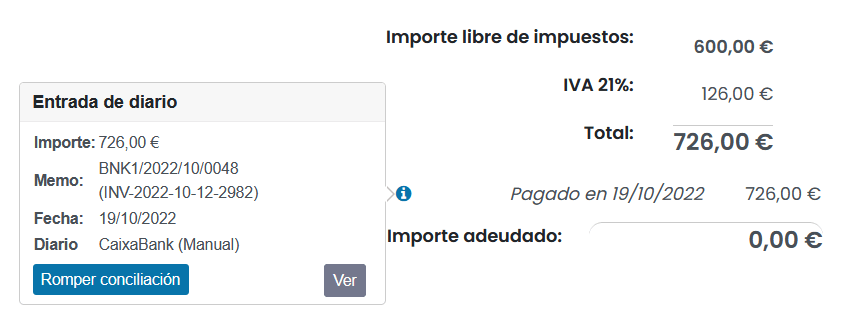 Importe libre de impuestos: 600,00 €
IVA 21%: 126,00 €
Total: 726,00 €
Entrada de diario
Importe: 726,00 €
Memo: BNK1/2022/10/0048
(INV-2022-10-12-2982)
Fecha: 19/10/2022
Diario CaixaBank (Manual)
Romper conciliación Ver
Pagado en 19/10/2022 726,00 €
Importe adeudado: 0,00 €